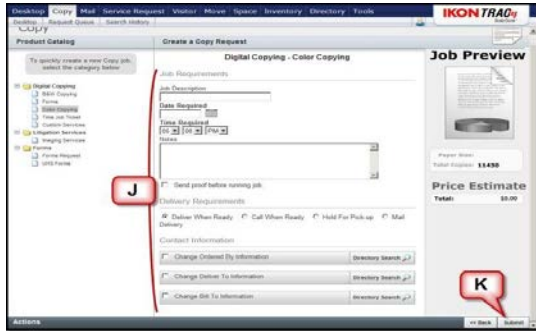 Desktop Copy Mail Service Request Visitor Move Space Inventory Directory Tools
IKON TRAC
Desktop Request Queue Search History
Copy
Product Catalog
Create a Copy Request
Job Preview
To quickly create a new Copy job, select the category below
Digital Copying - Color Copying
Job Requirements
Digital Copying
B&W Copying
Forms
Color Copying
Time Job Ticket
Custom Services
Litigation Services
Imaging Services
Forms
Forms Request
Job Description
Date Required
Time Required
PM
Notes
Send proof before running job
J
Delivery Requirements
Deliver When Ready Call When Ready Hold For Pick-up Mail
Delivery
Contact Information
Change Ordered By Information Directory Search
Change Deliver To Information Directory Search
Change Bill To Information Directory Search
Paper Size:
Total Copies: 11450
Price Estimate
Total: $0.00
K
Actions
<< Back Submit